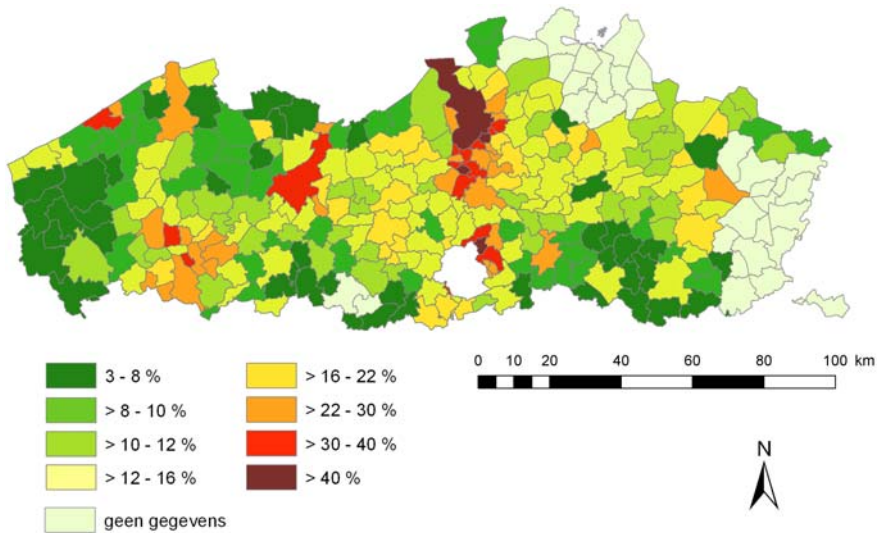 3 - 8 %
> 8 - 10 %
> 10 - 12 %
> 12 - 16 %
> 16 - 22 %
> 22 - 30 %
> 30 - 40 %
> 40 %
geen gegevens
0 10 20 40 60 80 100 km
N